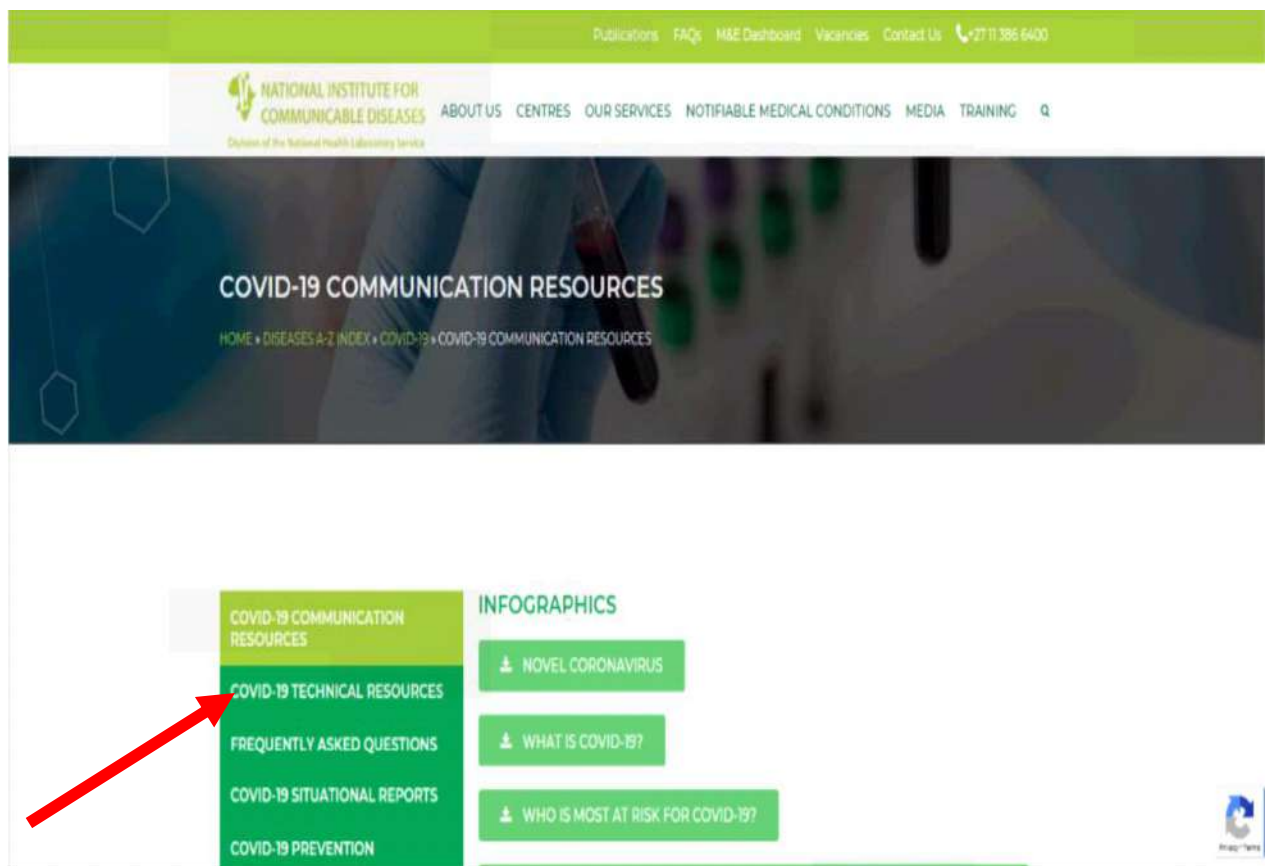 Publications FAQs M&E Dashboard Vacancies Contact Us +27 11 386 6400
NATIONAL INSTITUTE FOR
COMMUNICABLE DISEASES
Division of the National Health Laboratory Service
ABOUT US CENTRES OUR SERVICES NOTIFIABLE MEDICAL CONDITIONS MEDIA TRAINING
COVID-19 COMMUNICATION RESOURCES
HOME » DISEASES A-Z INDEX » COVID-19 » COVID-19 COMMUNICATION RESOURCES
COVID-19 COMMUNICATION
RESOURCES
COVID-19 TECHNICAL RESOURCES
FREQUENTLY ASKED QUESTIONS
COVID-19 SITUATIONAL REPORTS
COVID-19 PREVENTION
INFOGRAPHICS
NOVEL CORONAVIRUS
WHAT IS COVID-19?
WHO IS MOST AT RISK FOR COVID-19?
Privacy - Terms